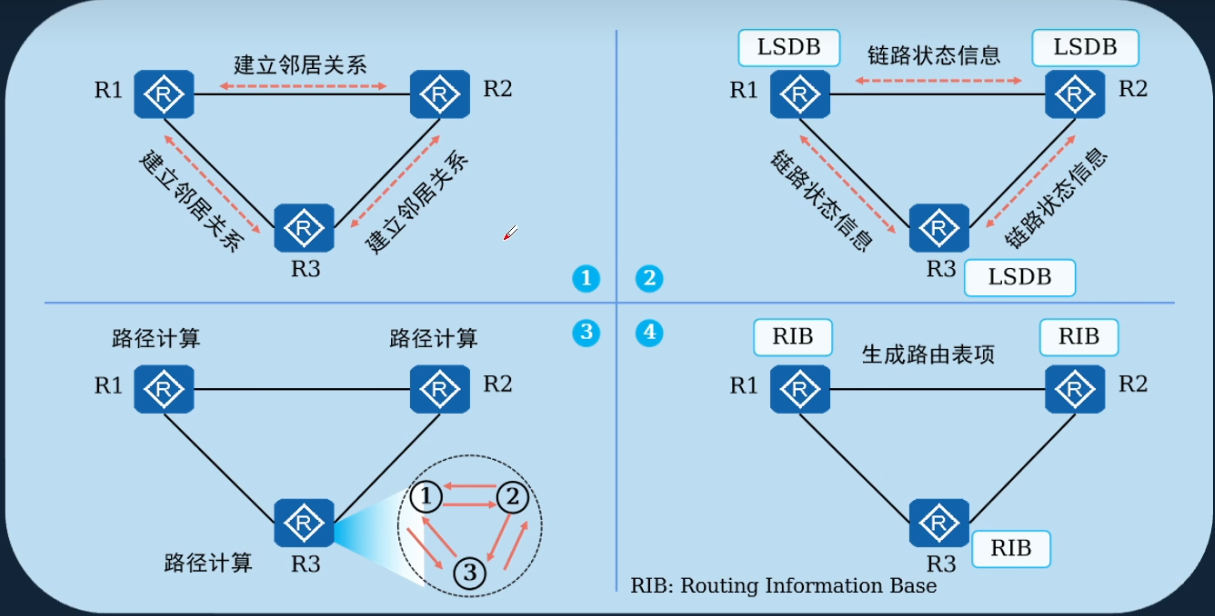 建立邻居关系
R1
R
R
R2
建立邻居关系
建立邻居关系
R
R3
1
LSDB
LSDB
链路状态信息
R1
R
R
R2
链路状态信息
链路状态信息
R
R3
LSDB
2
3
路径计算
路径计算
R1
R
R
R2
1
2
3
R
路径计算
R3
4
RIB
RIB
生成路由表项
R1
R
R
R2
R
R3
RIB
RIB: Routing Information Base